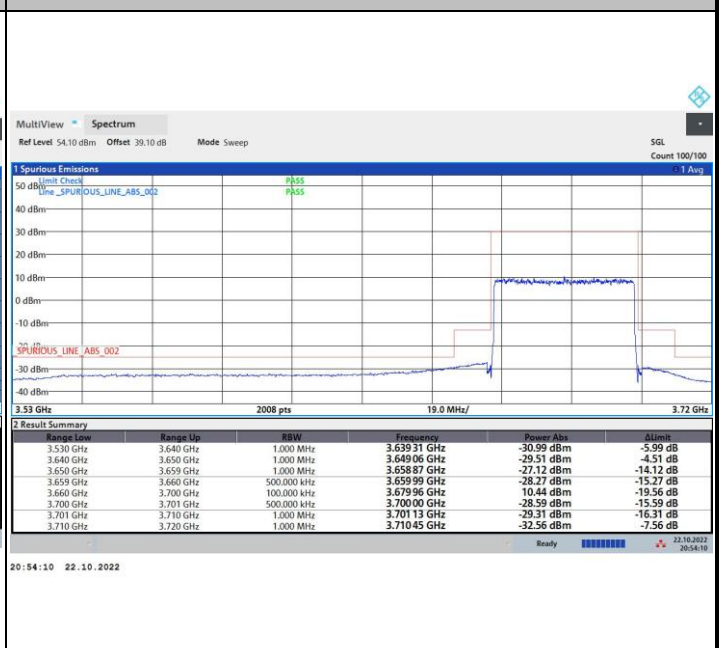 MultiView Spectrum
Ref Level 54.10 dBm Offset 39.10 dB Mode Sweep SGL
Count 100/100
1 Spurious Emissions 1 Avg
Limit Check PASS
50 dBm
Line _SPURIOUS_LINE_ABS_002 PASS
40 dBm
30 dBm
20 dBm
10 dBm
0 dBm
-10 dBm
-20 dBm
_SPURIOUS_LINE_ABS_002
-30 dBm
-40 dBm
3.53 GHz 2008 pts 19.0 MHz/ 3.72 GHz
2 Result Summary
Range Low Range Up RBW Frequency Power Abs ΔLimit
3.530 GHz 3.640 GHz 1.000 MHz 3.63931 GHz -30.99 dBm -5.99 dB
3.640 GHz 3.650 GHz 1.000 MHz 3.64906 GHz -29.51 dBm -4.51 dB
3.650 GHz 3.659 GHz 1.000 MHz 3.65887 GHz -27.12 dBm -14.12 dB
3.659 GHz 3.660 GHz 500.000 kHz 3.65999 GHz -28.27 dBm -15.27 dB
3.660 GHz 3.700 GHz 100.000 kHz 3.67996 GHz 10.44 dBm -19.56 dB
3.700 GHz 3.701 GHz 500.000 kHz 3.70000 GHz -28.59 dBm -15.59 dB
3.701 GHz 3.710 GHz 1.000 MHz 3.70113 GHz -29.31 dBm -16.31 dB
3.710 GHz 3.720 GHz 1.000 MHz 3.71045 GHz -32.56 dBm -7.56 dB
Ready 22.10.2022
20:54:10
20:54:10 22.10.2022